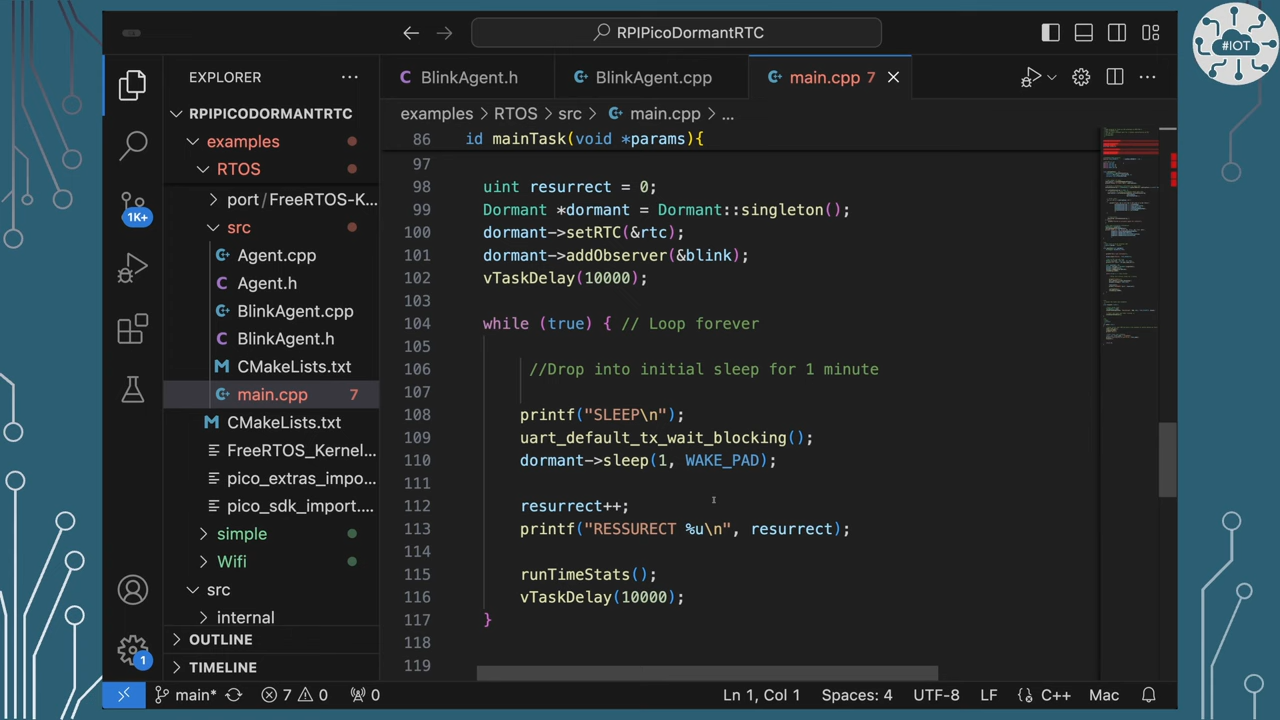 RPIPicoDormantRTC
#IOT
EXPLORER
BlinkAgent.h
BlinkAgent.cpp
main.cpp 7
RPIPICODORMANTRTC
examples
RTOS
port/FreeRTOS-K...
src
Agent.cpp
Agent.h
BlinkAgent.cpp
BlinkAgent.h
CMakeLists.txt
main.cpp 7
CMakeLists.txt
FreeRTOS_Kernel...
pico_extras_impo...
pico_sdk_import....
simple
Wifi
src
internal
OUTLINE
TIMELINE
1K+
1
examples > RTOS > src > main.cpp > ...
86 id mainTask(void *params){
97
98 uint resurrect = 0;
99 Dormant *dormant = Dormant::singleton();
100 dormant->setRTC(&rtc);
101 dormant->addObserver(&blink);
102 vTaskDelay(10000);
103
104 while (true) { // Loop forever
105
106 //Drop into initial sleep for 1 minute
107
108 printf("SLEEP\n");
109 uart_default_tx_wait_blocking();
110 dormant->sleep(1, WAKE_PAD);
111
112 resurrect++;
113 printf("RESSURECT %u\n", resurrect);
114
115 runTimeStats();
116 vTaskDelay(10000);
117 }
118
119
main* 7 0 0 Ln 1, Col 1 Spaces: 4 UTF-8 LF {} C++ Mac